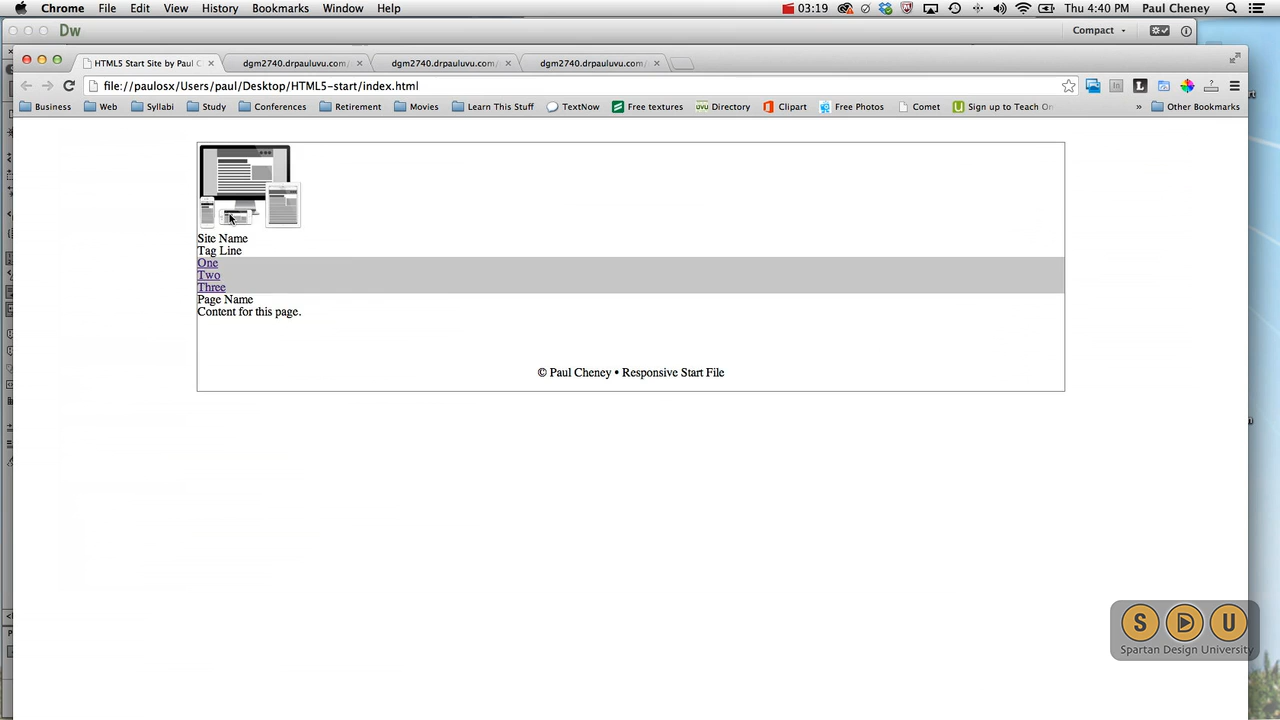 Chrome File Edit View History Bookmarks Window Help 03:19 Thu 4:40 PM Paul Cheney
Dw Compact
HTML5 Start Site by Paul C dgm2740.drpauluvu.com/ dgm2740.drpauluvu.com/ dgm2740.drpauluvu.com/
file://paulosx/Users/paul/Desktop/HTML5-start/index.html
Business Web Syllabi Study Conferences Retirement Movies Learn This Stuff TextNow Free textures Directory Clipart Free Photos Comet Sign up to Teach On » Other Bookmarks
Site Name
Tag Line
One
Two
Three
Page Name
Content for this page.
© Paul Cheney • Responsive Start File
S D U
Spartan Design University